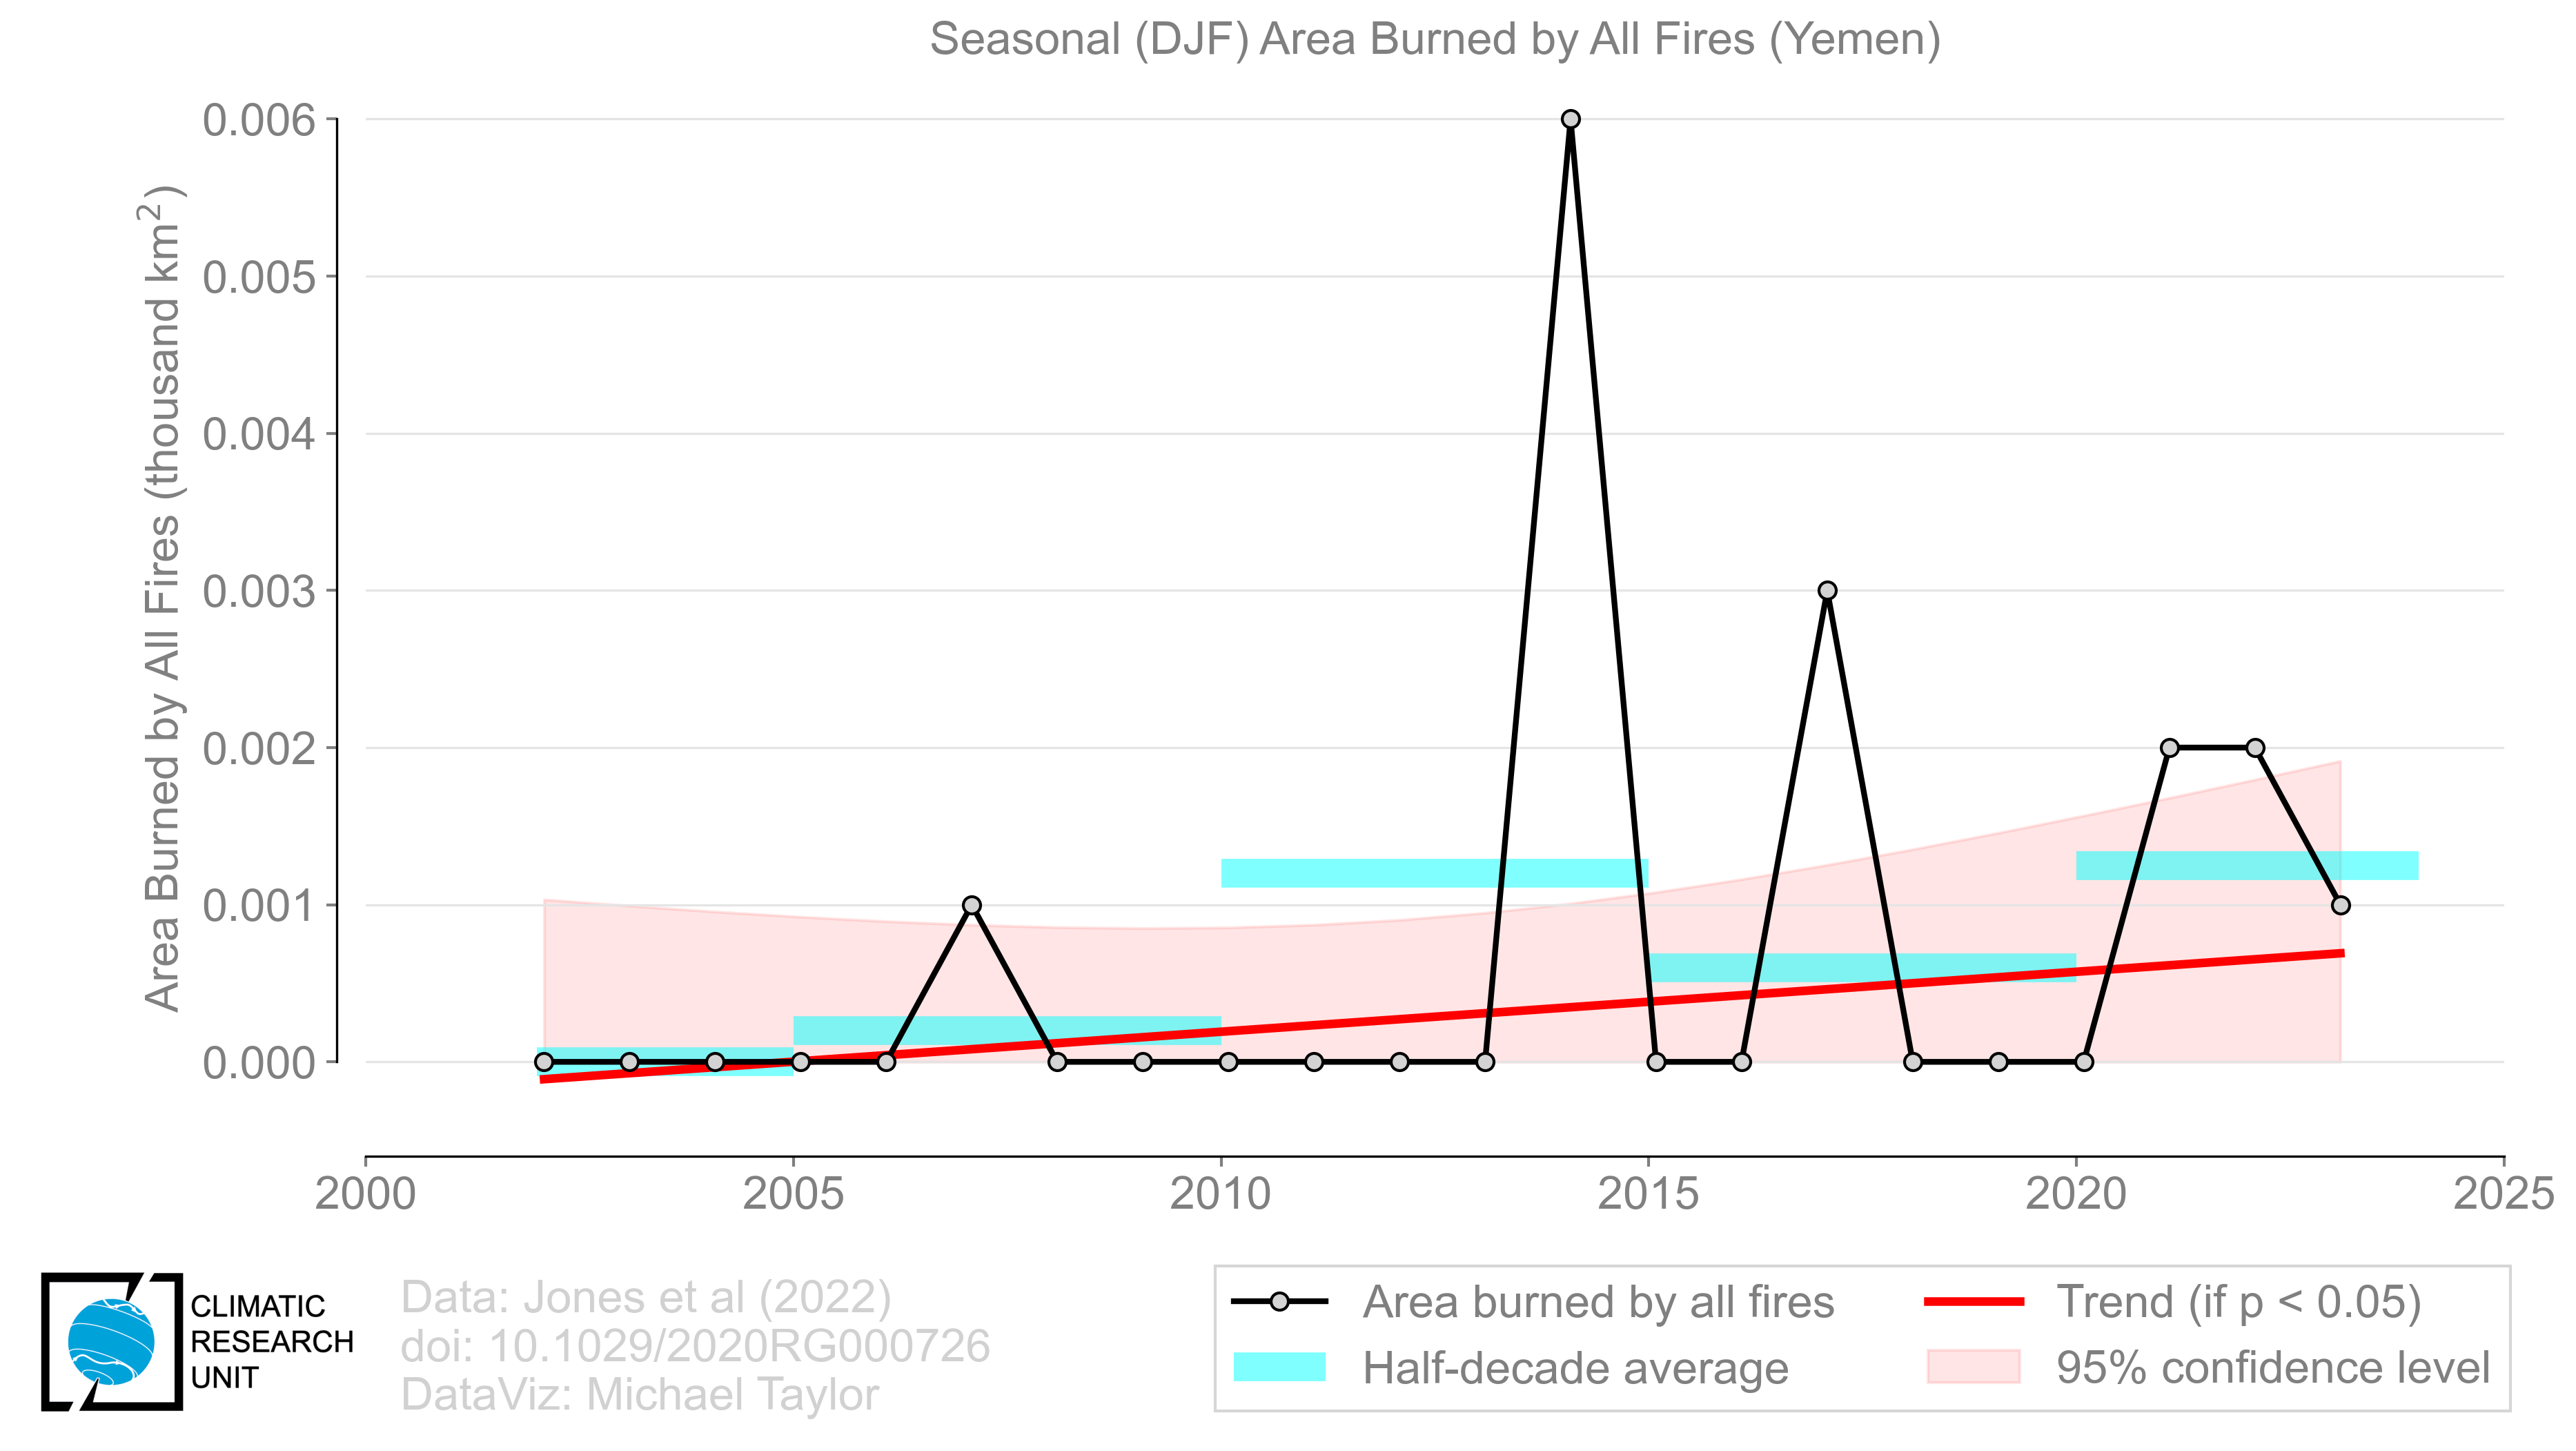 Seasonal (DJF) Area Burned by All Fires (Yemen)
Area Burned by All Fires (thousand km²)
0.006
0.005
0.004
0.003
0.002
0.001
0.000
2000 2005 2010 2015 2020 2025
CLIMATIC
RESEARCH
UNIT
Data: Jones et al (2022)
doi: 10.1029/2020RG000726
DataViz: Michael Taylor
Area burned by all fires
Half-decade average
Trend (if p < 0.05)
95% confidence level